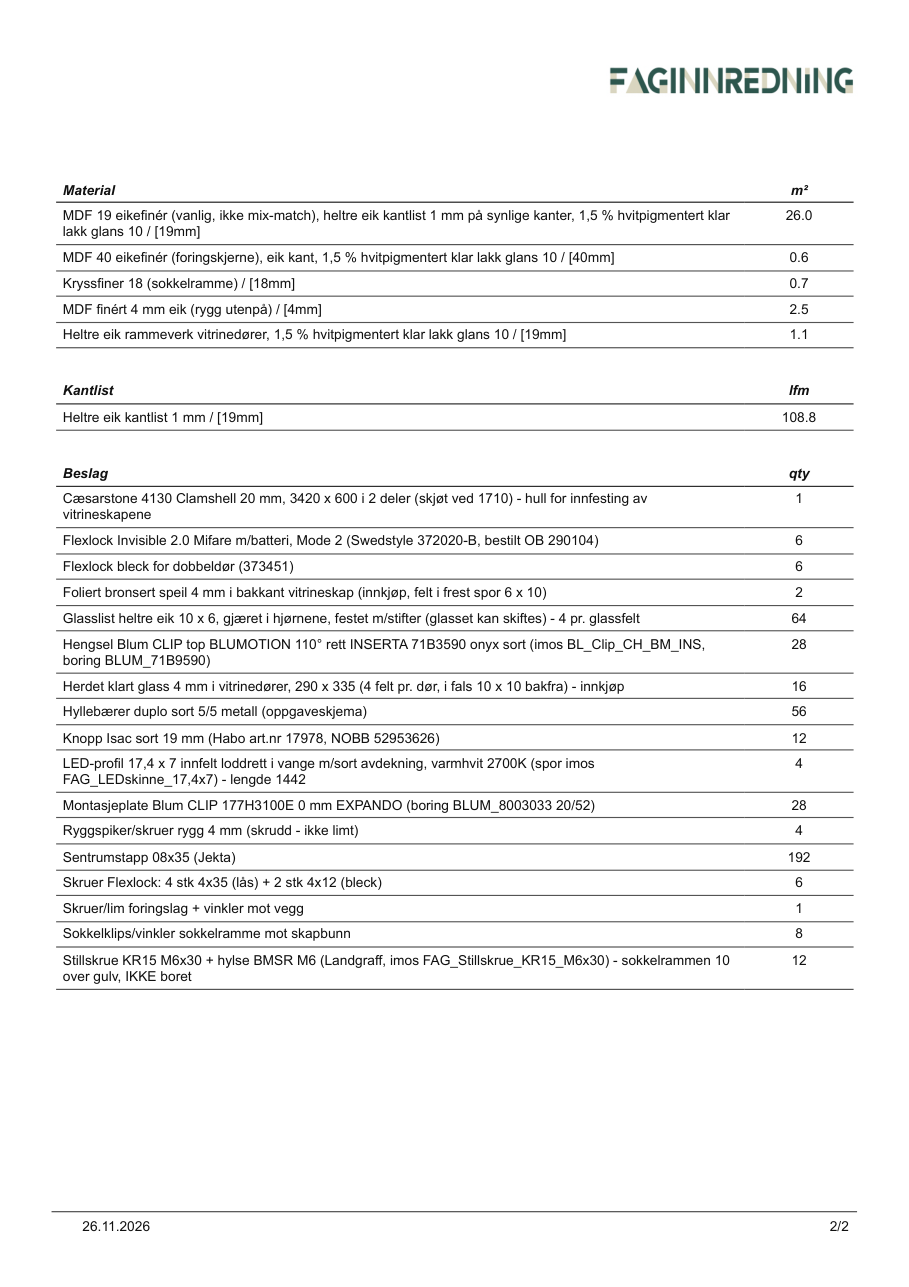 FAGINNREDNING
Material m²
MDF 19 eikefinér (vanlig, ikke mix-match), heltre eik kantlist 1 mm på synlige kanter, 1,5 % hvitpigmentert klar 26.0
lakk glans 10 / [19mm]
MDF 40 eikefinér (foringskjerne), eik kant, 1,5 % hvitpigmentert klar lakk glans 10 / [40mm] 0.6
Kryssfiner 18 (sokkelramme) / [18mm] 0.7
MDF finért 4 mm eik (rygg utenpå) / [4mm] 2.5
Heltre eik rammeverk vitrinedører, 1,5 % hvitpigmentert klar lakk glans 10 / [19mm] 1.1
Kantlist lfm
Heltre eik kantlist 1 mm / [19mm] 108.8
Beslag qty
Cæsarstone 4130 Clamshell 20 mm, 3420 x 600 i 2 deler (skjøt ved 1710) - hull for innfesting av 1
vitrineskapene
Flexlock Invisible 2.0 Mifare m/batteri, Mode 2 (Swedstyle 372020-B, bestilt OB 290104) 6
Flexlock bleck for dobbeldør (373451) 6
Foliert bronsert speil 4 mm i bakkant vitrineskap (innkjøp, felt i frest spor 6 x 10) 2
Glasslist heltre eik 10 x 6, gjæret i hjørnene, festet m/stifter (glasset kan skiftes) - 4 pr. glassfelt 64
Hengsel Blum CLIP top BLUMOTION 110° rett INSERTA 71B3590 onyx sort (imos BL_Clip_CH_BM_INS, 28
boring BLUM_71B9590)
Herdet klart glass 4 mm i vitrinedører, 290 x 335 (4 felt pr. dør, i fals 10 x 10 bakfra) - innkjøp 16
Hyllebærer duplo sort 5/5 metall (oppgaveskjema) 56
Knopp Isac sort 19 mm (Habo art.nr 17978, NOBB 52953626) 12
LED-profil 17,4 x 7 innfelt loddrett i vange m/sort avdekning, varmhvit 2700K (spor imos 4
FAG_LEDskinne_17,4x7) - lengde 1442
Montasjeplate Blum CLIP 177H3100E 0 mm EXPANDO (boring BLUM_8003033 20/52) 28
Ryggspiker/skruer rygg 4 mm (skrudd - ikke limt) 4
Sentrumstapp 08x35 (Jekta) 192
Skruer Flexlock: 4 stk 4x35 (lås) + 2 stk 4x12 (bleck) 6
Skruer/lim foringslag + vinkler mot vegg 1
Sokkelklips/vinkler sokkelramme mot skapbunn 8
Stillskrue KR15 M6x30 + hylse BMSR M6 (Landgraff, imos FAG_Stillskrue_KR15_M6x30) - sokkelrammen 10 12
over gulv, IKKE boret
26.11.2026 2/2